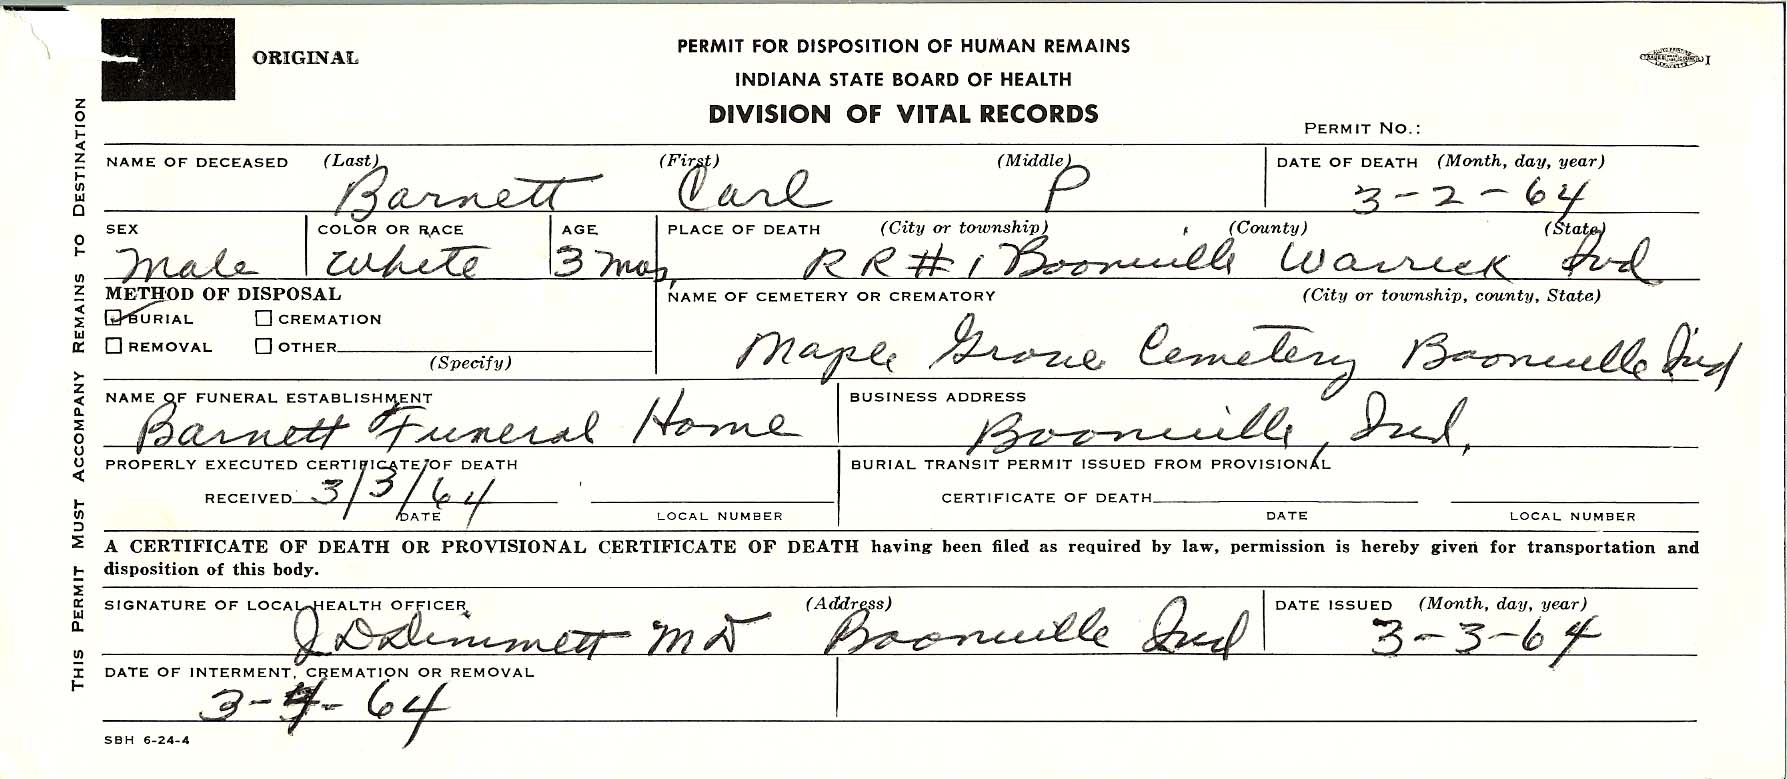 ORIGINAL
PERMIT FOR DISPOSITION OF HUMAN REMAINS
INDIANA STATE BOARD OF HEALTH
DIVISION OF VITAL RECORDS
PERMIT NO.:
THIS PERMIT MUST ACCOMPANY REMAINS TO DESTINATION
NAME OF DECEASED (Last) (First) (Middle) DATE OF DEATH (Month, day, year)
Barnett Carl P 3-2-64
SEX COLOR OR RACE AGE PLACE OF DEATH (City or township) (County) (State)
Male White 3 Mos, RR#1 Boonville Warrick Ind
METHOD OF DISPOSAL NAME OF CEMETERY OR CREMATORY (City or township, county, State)
☑ BURIAL ☐ CREMATION
☐ REMOVAL ☐ OTHER Maple Grove Cemetery Boonville Ind
(Specify)
NAME OF FUNERAL ESTABLISHMENT BUSINESS ADDRESS
Barnett Funeral Home Boonville, Ind.
PROPERLY EXECUTED CERTIFICATE OF DEATH BURIAL TRANSIT PERMIT ISSUED FROM PROVISIONAL
RECEIVED 3/3/64 CERTIFICATE OF DEATH
DATE LOCAL NUMBER DATE LOCAL NUMBER
A CERTIFICATE OF DEATH OR PROVISIONAL CERTIFICATE OF DEATH having been filed as required by law, permission is hereby given for transportation and
disposition of this body.
SIGNATURE OF LOCAL HEALTH OFFICER (Address) DATE ISSUED (Month, day, year)
J D Dimmett MD Boonville Ind 3-3-64
DATE OF INTERMENT, CREMATION OR REMOVAL
3-4-64
SBH 6-24-4